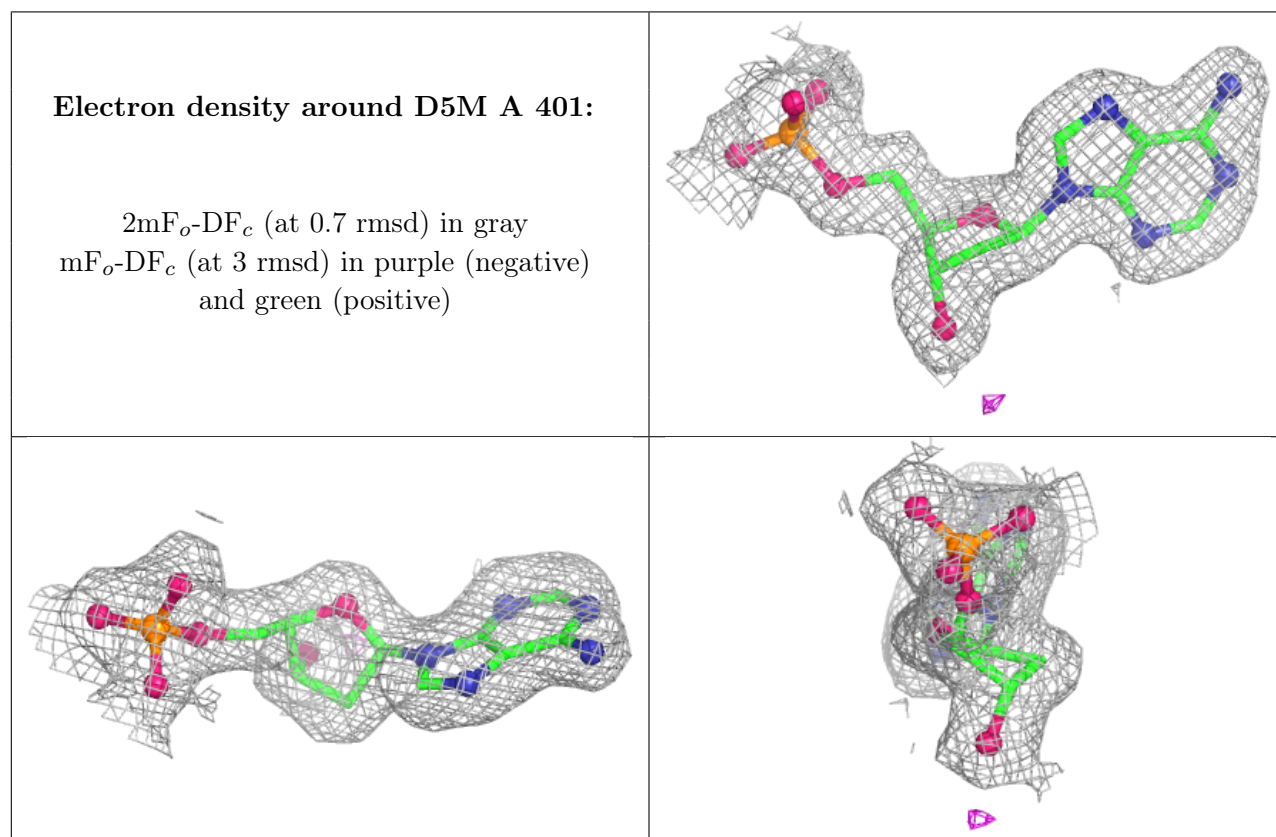 Electron density around D5M A 401:
2mFo-DFc (at 0.7 rmsd) in gray
mFo-DFc (at 3 rmsd) in purple (negative)
and green (positive)